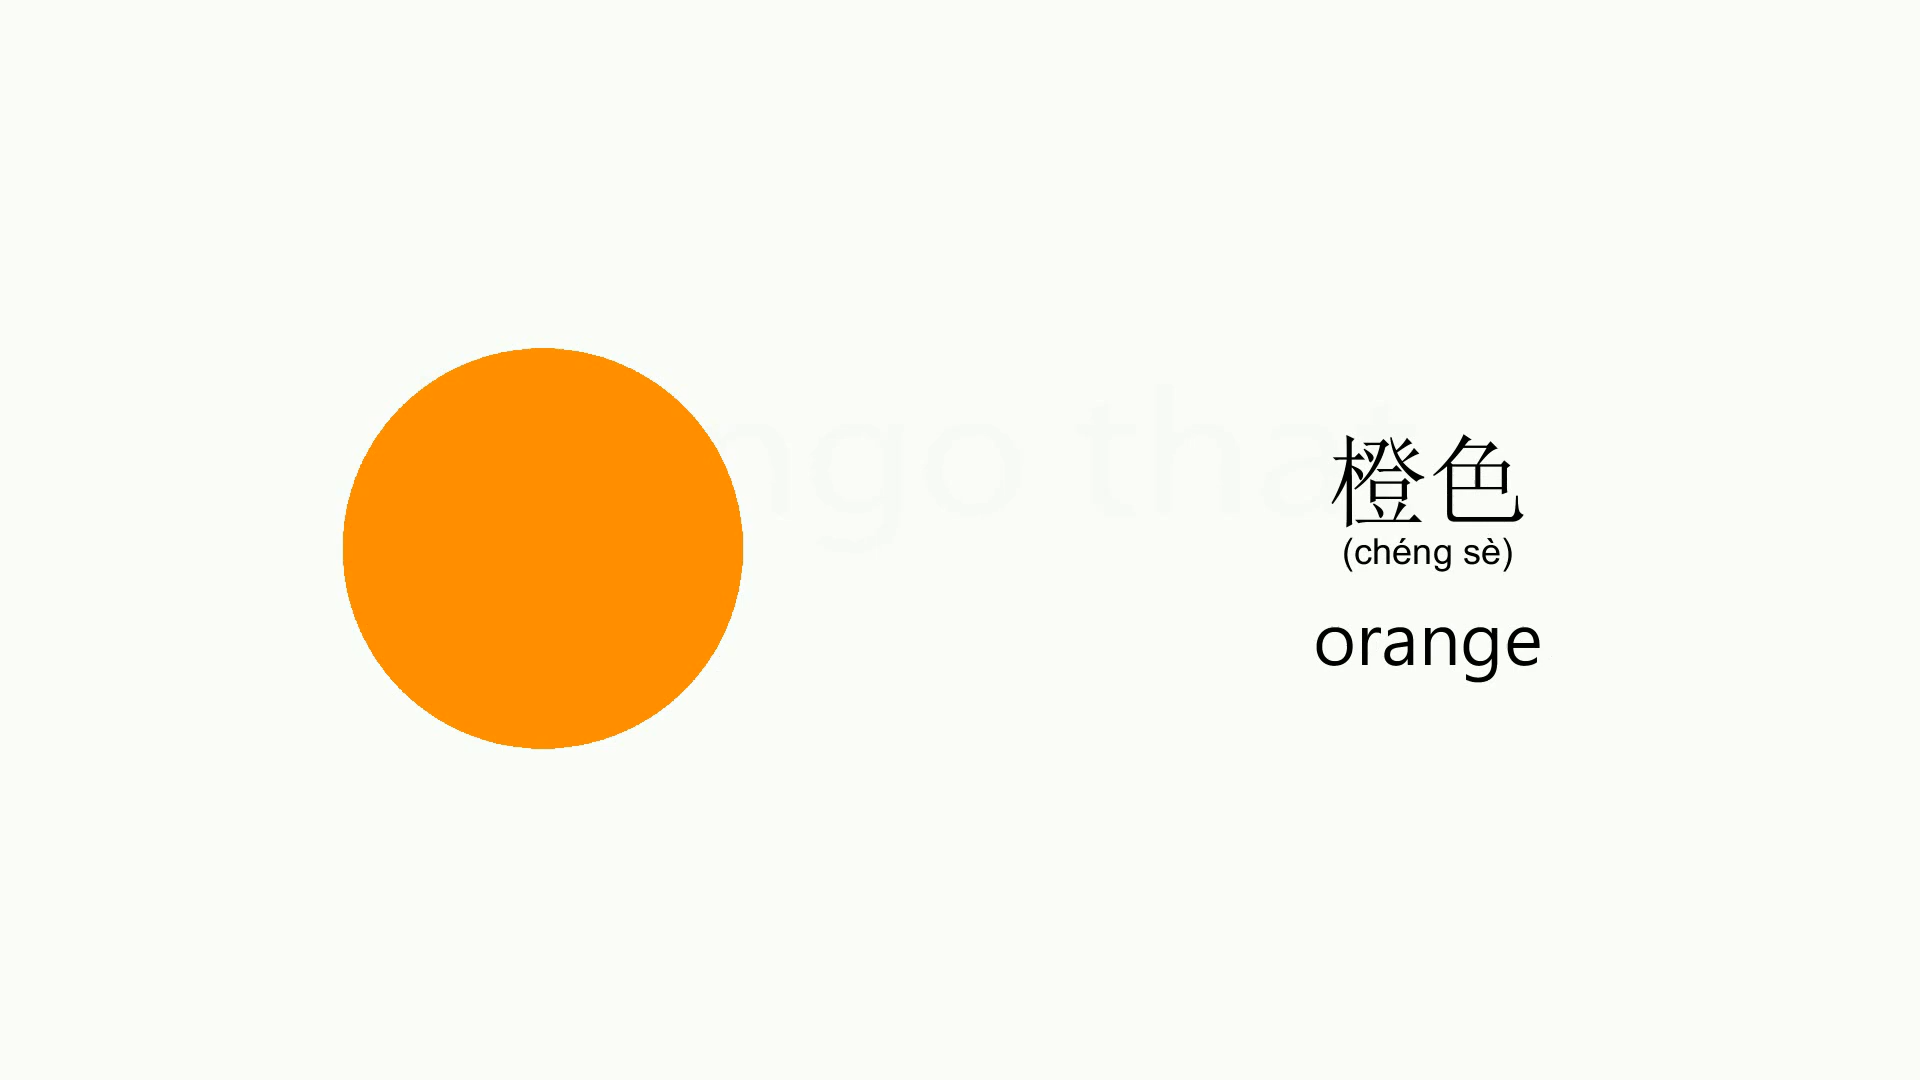 橙色
(chéng sè)
orange